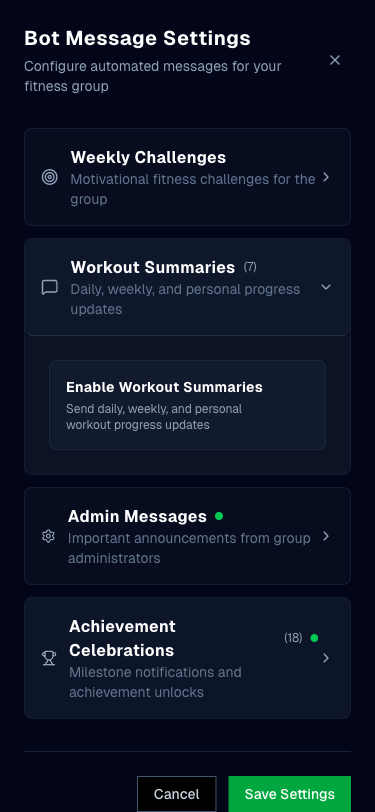 Bot Message Settings
Configure automated messages for your
fitness group
Weekly Challenges
Motivational fitness challenges for the
group
Workout Summaries (7)
Daily, weekly, and personal progress
updates
Enable Workout Summaries
Send daily, weekly, and personal
workout progress updates
Admin Messages
Important announcements from group
administrators
Achievement
Celebrations
(18)
Milestone notifications and
achievement unlocks
Cancel
Save Settings